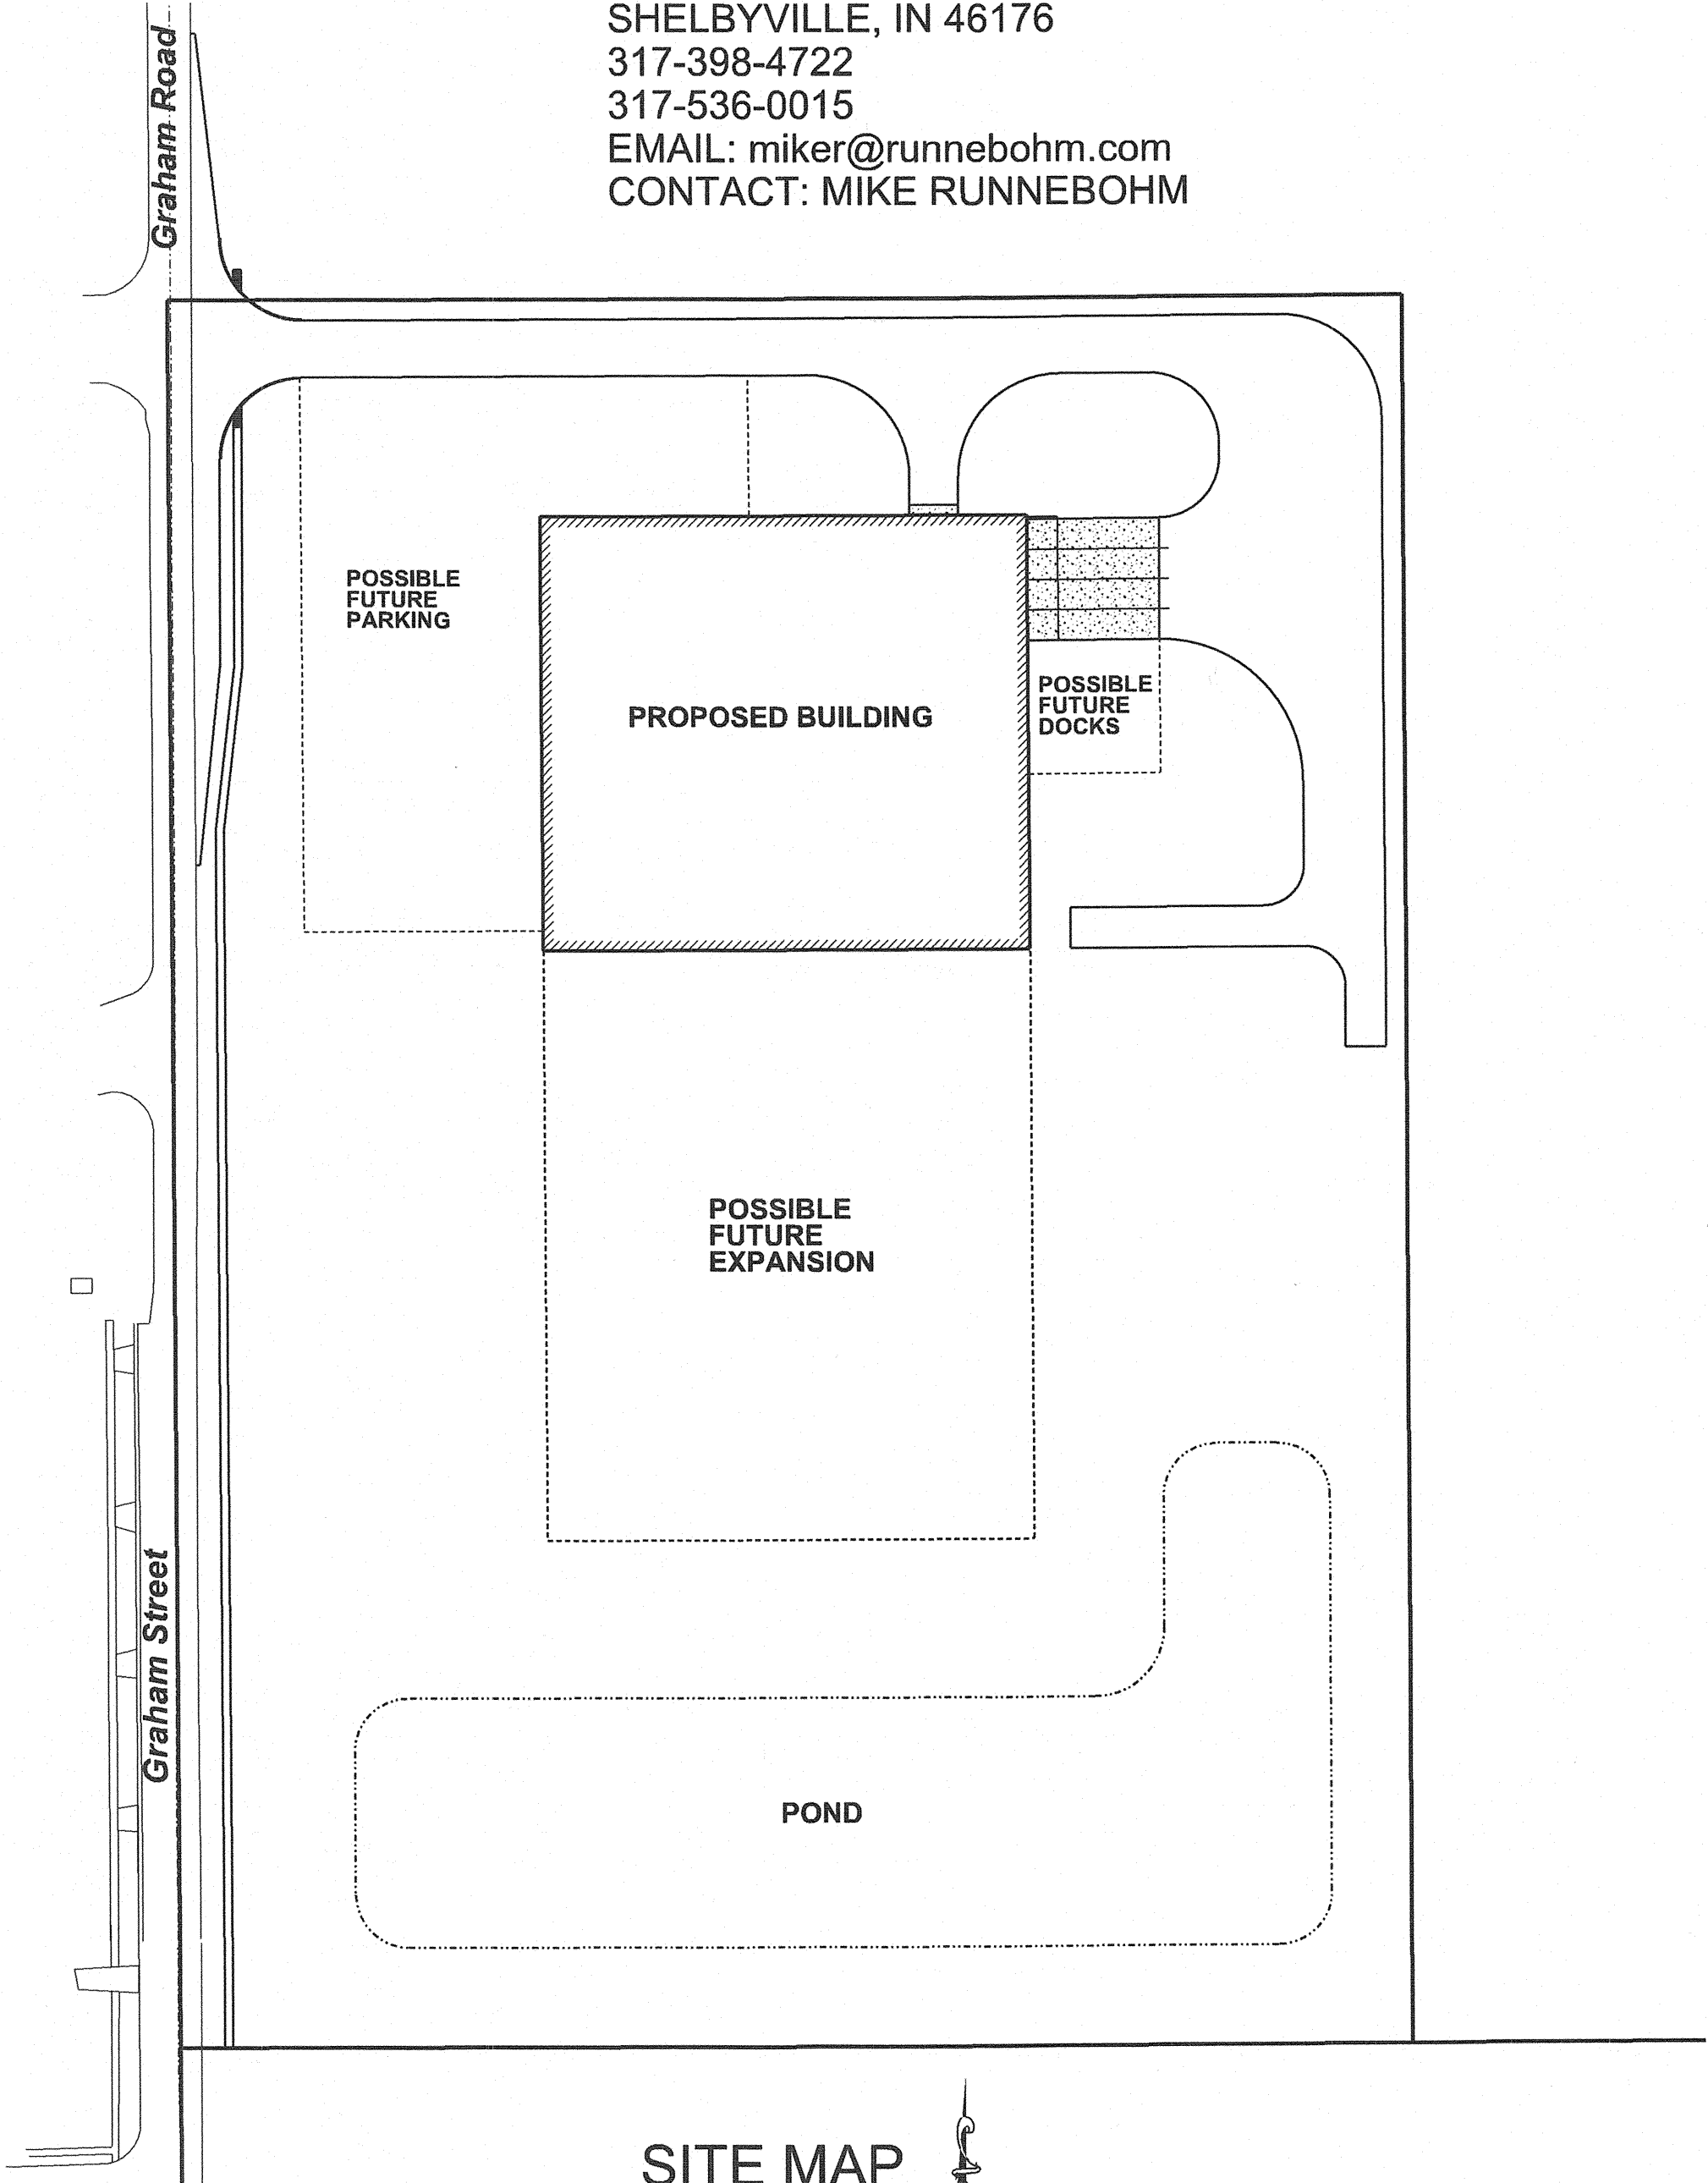 SHELBYVILLE, IN 46176
317-398-4722
317-536-0015
EMAIL: miker@runnebohm.com
CONTACT: MIKE RUNNEBOHM
Graham Road
POSSIBLE
FUTURE
PARKING
PROPOSED BUILDING
POSSIBLE
FUTURE
DOCKS
POSSIBLE
FUTURE
EXPANSION
Graham Street
POND
SITE MAP